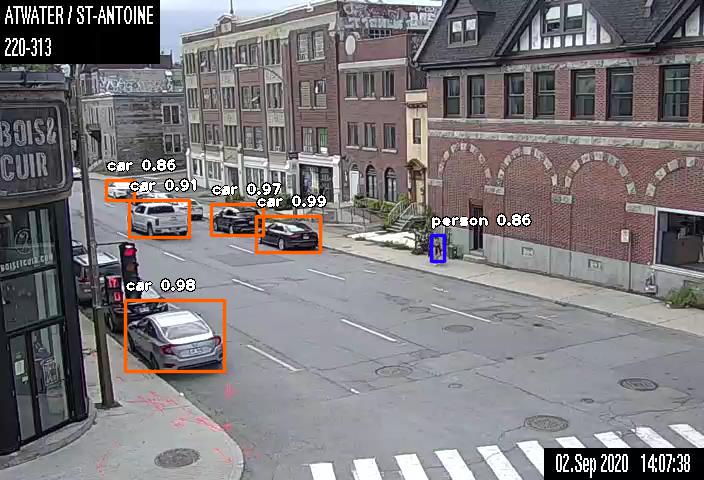 ATWATER / ST-ANTOINE
220-313
BOIS&
CUIR
car 0.86
car 0.91
car 0.97
car 0.99
person 0.86
car 0.98
02.Sep 2020 14:07:38